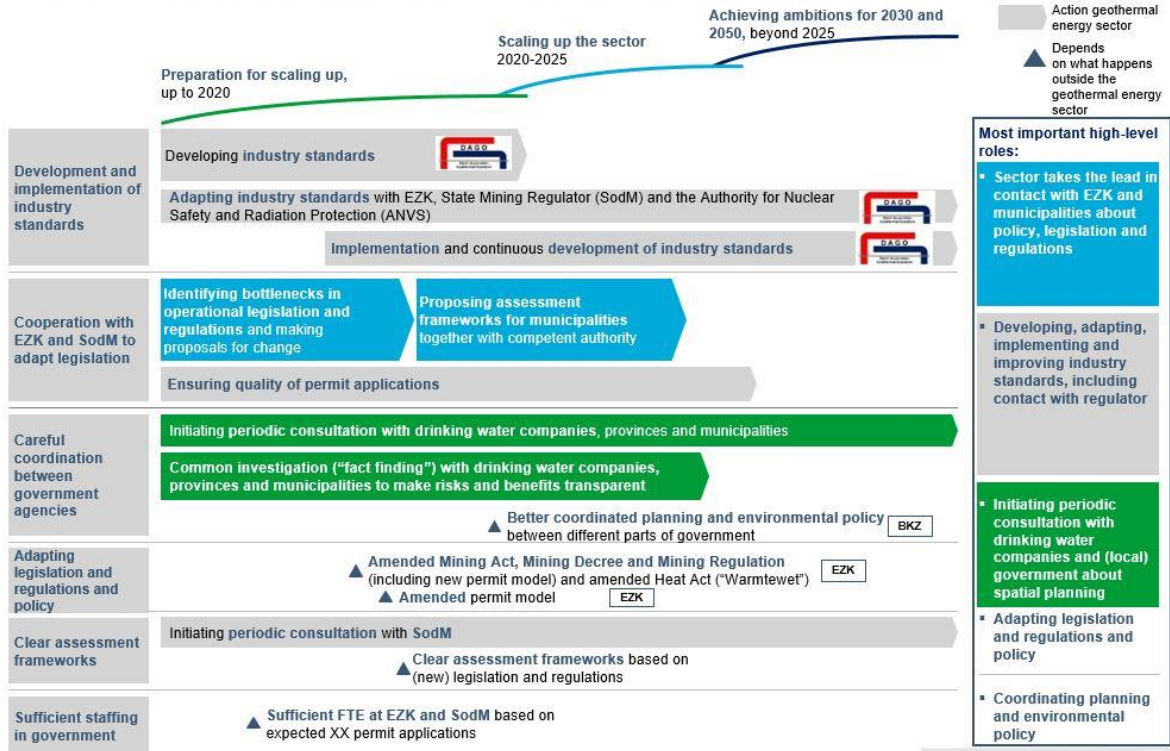 Achieving ambitions for 2030 and
2050, beyond 2025
Scaling up the sector
2020-2025
Preparation for scaling up,
up to 2020
Action geothermal
energy sector
Depends
on what happens
outside the
geothermal energy
sector
Development and
implementation of
industry
standards
Developing industry standards
DAGO
Adapting industry standards with EZK, State Mining Regulator (SodM) and the Authority for Nuclear
Safety and Radiation Protection (ANVS)
DAGO
Implementation and continuous development of industry standards
DAGO
Cooperation with
EZK and SodM to
adapt legislation
Identifying bottlenecks in
operational legislation and
regulations and making
proposals for change
Proposing assessment
frameworks for municipalities
together with competent authority
Ensuring quality of permit applications
Careful
coordination
between
government
agencies
Initiating periodic consultation with drinking water companies, provinces and municipalities
Common investigation (“fact finding”) with drinking water companies,
provinces and municipalities to make risks and benefits transparent
Better coordinated planning and environmental policy
between different parts of government
BKZ
Adapting
legislation and
regulations and
policy
Amended Mining Act, Mining Decree and Mining Regulation
(including new permit model) and amended Heat Act (“Warmtewet”)
EZK
Amended permit model
EZK
Clear assessment
frameworks
Initiating periodic consultation with SodM
Clear assessment frameworks based on
(new) legislation and regulations
Sufficient staffing
in government
Sufficient FTE at EZK and SodM based on
expected XX permit applications
Most important high-level
roles:
▪ Sector takes the lead in
contact with EZK and
municipalities about
policy, legislation and
regulations
▪ Developing, adapting,
implementing and
improving industry
standards, including
contact with regulator
▪ Initiating periodic
consultation with
drinking water
companies and (local)
government about
spatial planning
▪ Adapting legislation
and regulations and
policy
▪ Coordinating planning
and environmental
policy